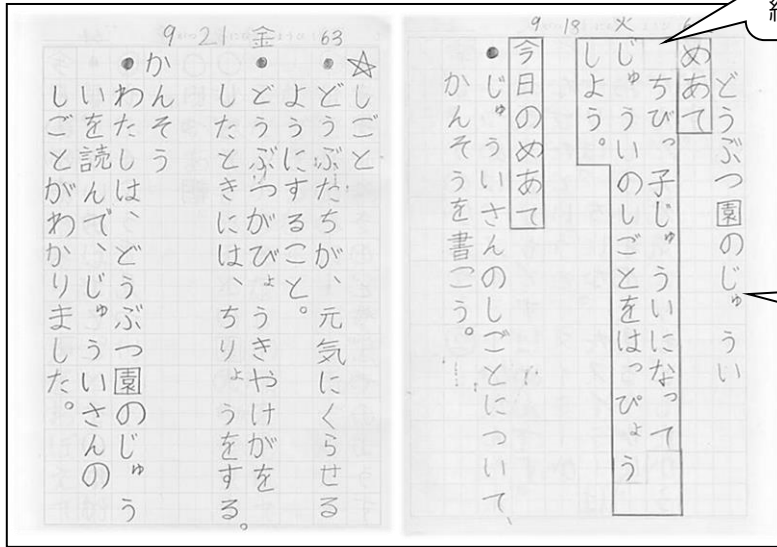 9 18 火
どうぶつ園のじゅうい
めあて
ちびっ子じゅういになって
じゅういのしごとをはっぴょう
しよう。
今日のめあて
●じゅういさんのしごとについて、
かんそうを書こう。
9 21 金 63
☆しごと
●どうぶたちが、元気にくらせる
ようにすること。
●どうぶつがびょうきやけがを
したときには、ちりょうをする。
かんそう
●わたしは、どうぶつ園のじゅう
いを読んで、じゅういさんの
しごとがわかりました。